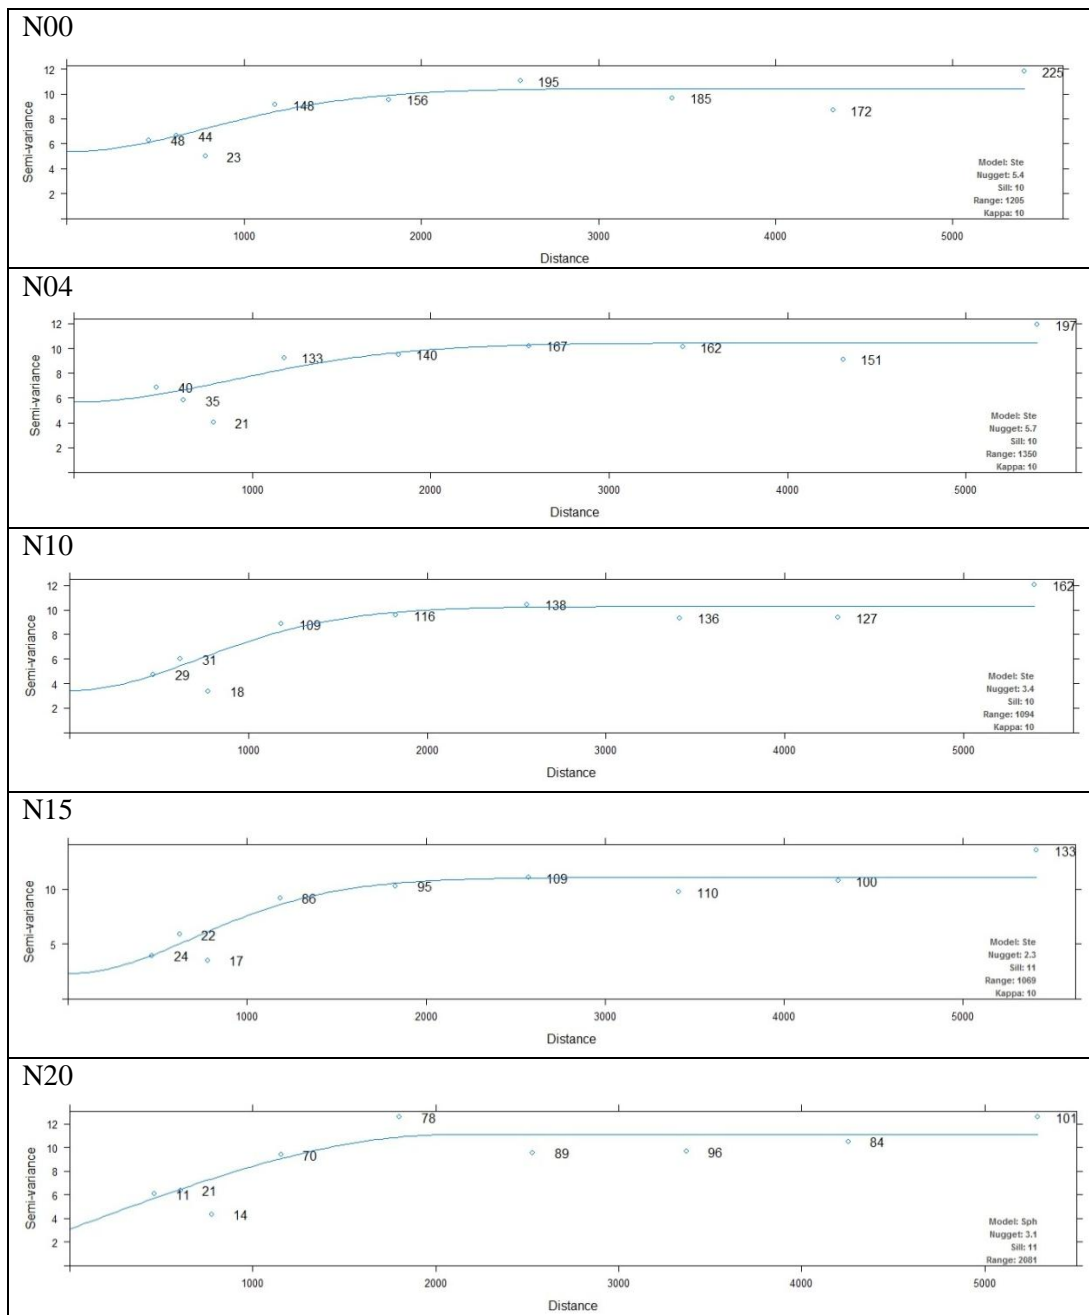 N00
12
10
8
6
4
2
Semi-variance
48
44
23
148
156
195
185
172
225
Model: Ste
Nugget: 5.4
Sill: 10
Range: 1205
Kappa: 10
1000 2000 3000 4000 5000
Distance
N04
12
10
8
6
4
2
Semi-variance
40
35
21
133
140
167
162
151
197
Model: Ste
Nugget: 5.7
Sill: 10
Range: 1350
Kappa: 10
1000 2000 3000 4000 5000
Distance
N10
12
10
8
6
4
2
Semi-variance
29
31
18
109
116
138
136
127
162
Model: Ste
Nugget: 3.4
Sill: 10
Range: 1094
Kappa: 10
1000 2000 3000 4000 5000
Distance
N15
10
5
Semi-variance
24
22
17
86
95
109
110
100
133
Model: Ste
Nugget: 2.3
Sill: 11
Range: 1069
Kappa: 10
1000 2000 3000 4000 5000
Distance
N20
12
10
8
6
4
2
Semi-variance
11
21
14
70
78
89
96
84
101
Model: Sph
Nugget: 3.1
Sill: 11
Range: 2081
1000 2000 3000 4000 5000
Distance